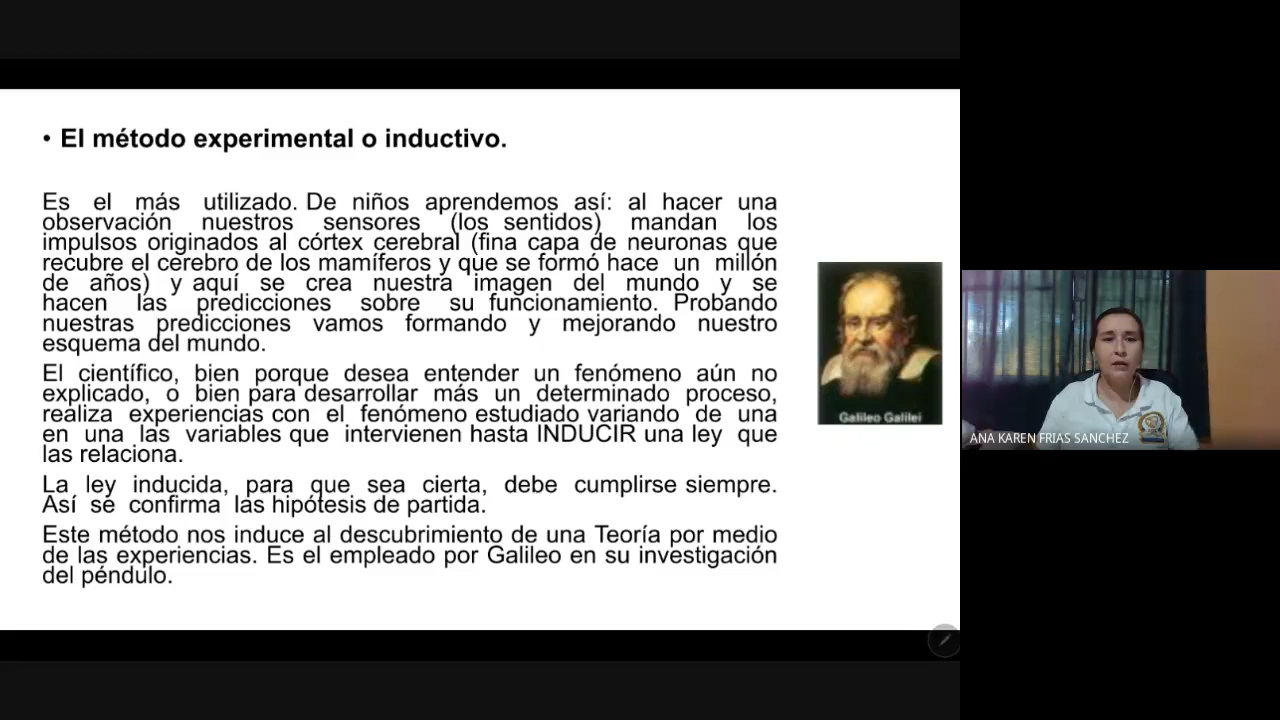 • El método experimental o inductivo.
Es el más utilizado. De niños aprendemos así: al hacer una
observación nuestros sensores (los sentidos) mandan los
impulsos originados al córtex cerebral (fina capa de neuronas que
recubre el cerebro de los mamíferos y que se formó hace un millón
de años) y aquí se crea nuestra imagen del mundo y se
hacen las predicciones sobre su funcionamiento. Probando
nuestras predicciones vamos formando y mejorando nuestro
esquema del mundo.
El científico, bien porque desea entender un fenómeno aún no
explicado, o bien para desarrollar más un determinado proceso,
realiza experiencias con el fenómeno estudiado variando de una
en una las variables que intervienen hasta INDUCIR una ley que
las relaciona.
La ley inducida, para que sea cierta, debe cumplirse siempre.
Así se confirma las hipótesis de partida.
Este método nos induce al descubrimiento de una Teoría por medio
de las experiencias. Es el empleado por Galileo en su investigación
del péndulo.
Galileo Galilei
ANA KAREN FRIAS SANCHEZ